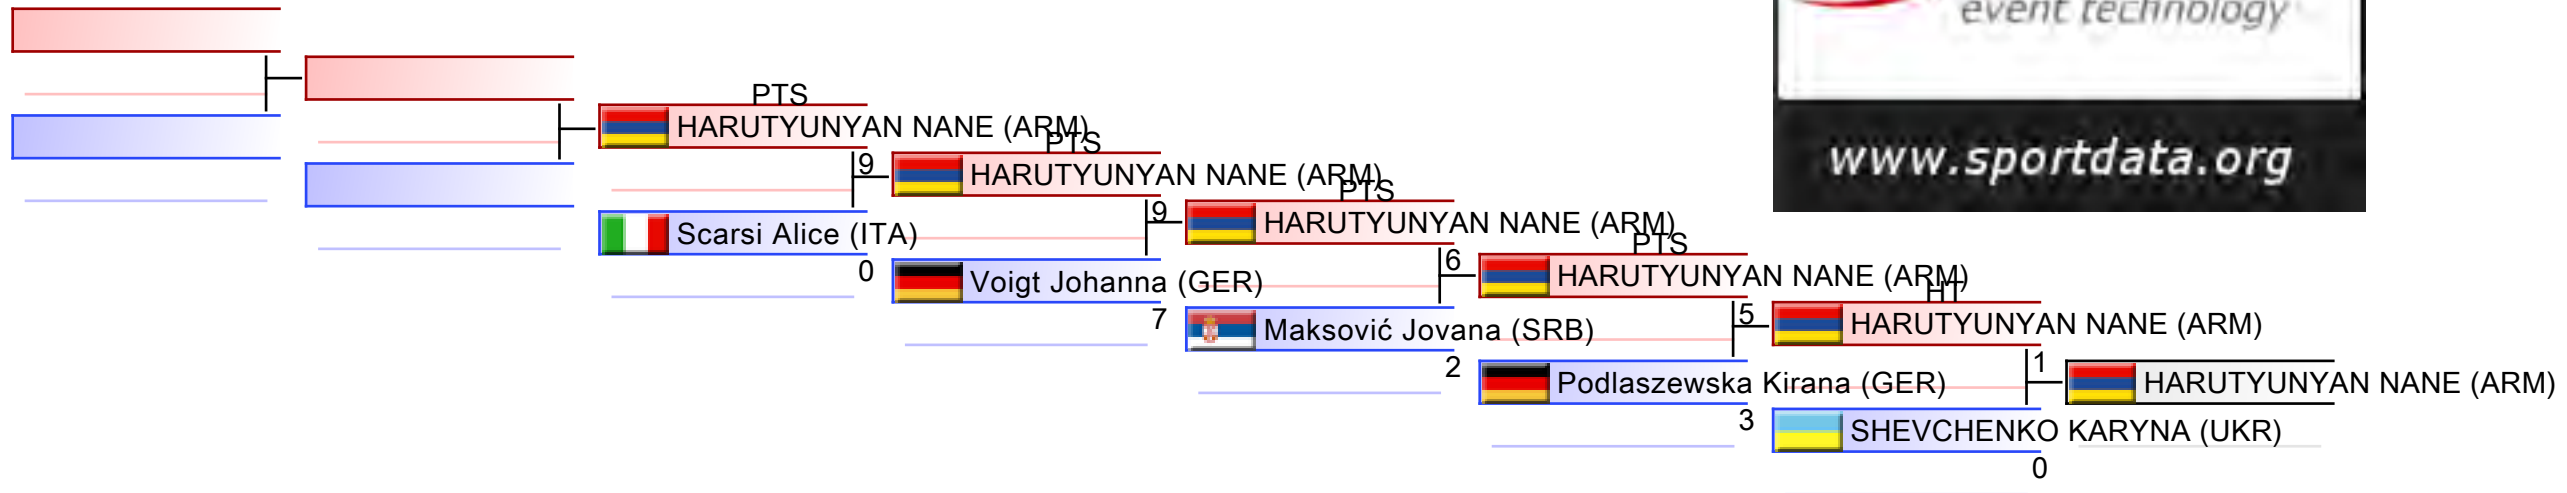 event technology
www.sportdata.org
PTS
HARUTYUNYAN NANE (ARM)
9
Scarsi Alice (ITA)
0
PTS
HARUTYUNYAN NANE (ARM)
9
Voigt Johanna (GER)
7
PTS
HARUTYUNYAN NANE (ARM)
6
Maksović Jovana (SRB)
2
PTS
HARUTYUNYAN NANE (ARM)
5
Podlaszewska Kirana (GER)
3
HT
HARUTYUNYAN NANE (ARM)
1
SHEVCHENKO KARYNA (UKR)
0
HARUTYUNYAN NANE (ARM)